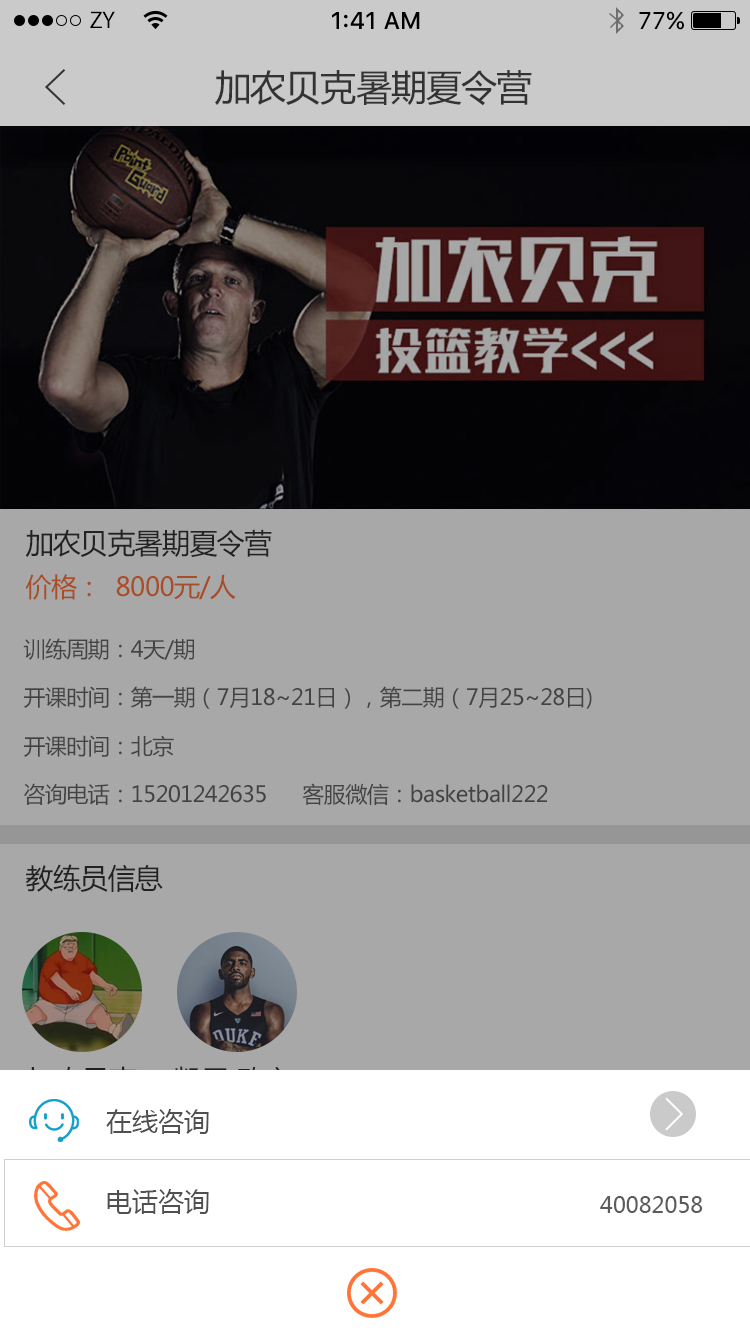 ZY 1:41 AM 77%
加农贝克暑期夏令营
SPALDING
Point
Guard
加农贝克
投篮教学<<<
加农贝克暑期夏令营
价格： 8000元/人
训练周期：4天/期
开课时间：第一期（7月18~21日），第二期（7月25~28日)
开课时间：北京
咨询电话：15201242635 客服微信：basketball222
教练员信息
DUKE
在线咨询
电话咨询 40082058